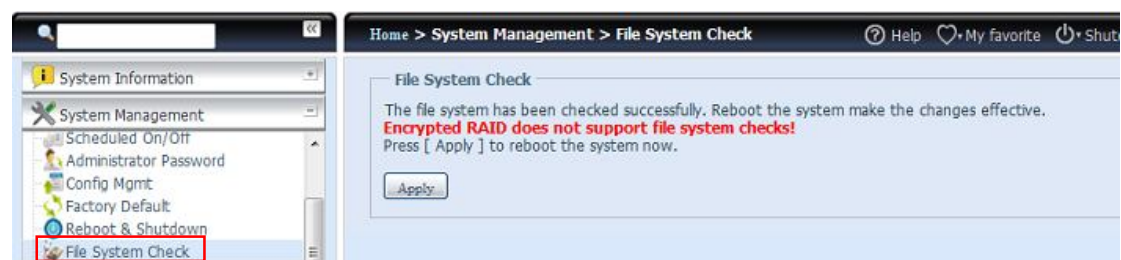 Home > System Management > File System Check
Help
My favorite
System Information
System Management
Scheduled On/Off
Administrator Password
Config Mgmt
Factory Default
Reboot & Shutdown
File System Check
File System Check
The file system has been checked successfully. Reboot the system make the changes effective.
Encrypted RAID does not support file system checks!
Press [ Apply ] to reboot the system now.
Apply